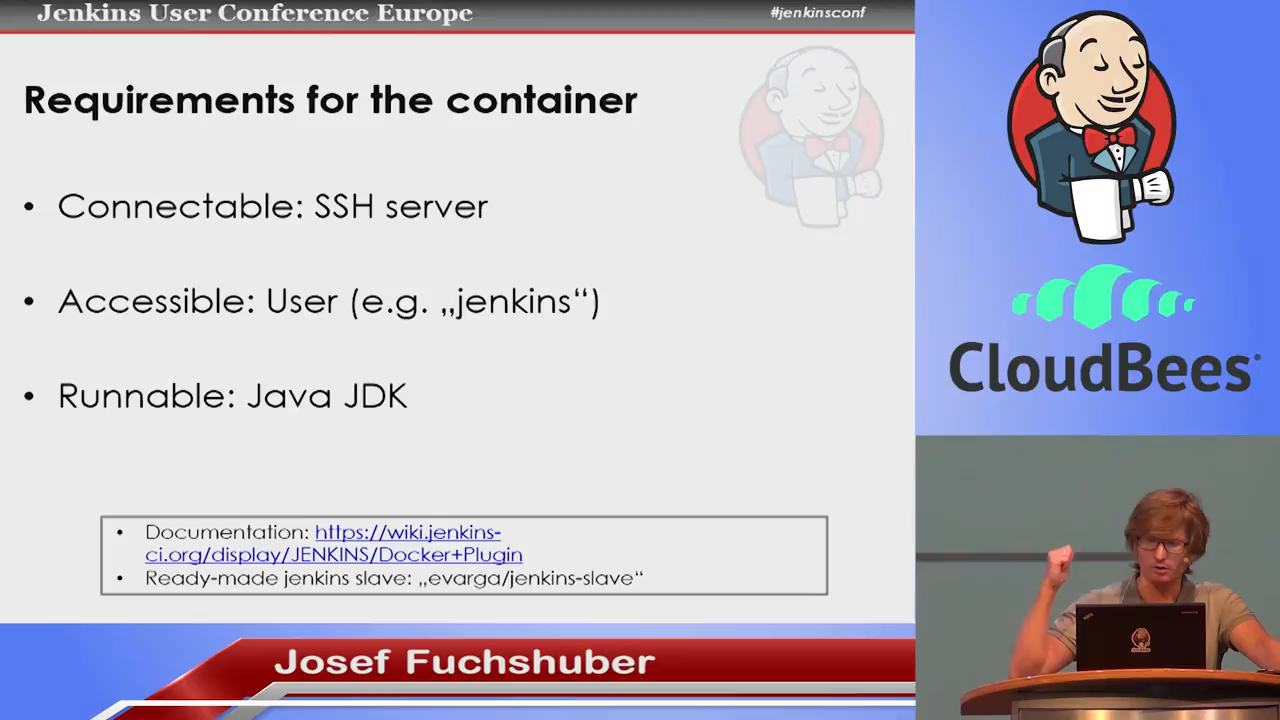 Jenkins User Conference Europe
#jenkinsconf
Requirements for the container
• Connectable: SSH server
• Accessible: User (e.g. „jenkins“)
• Runnable: Java JDK
• Documentation: https://wiki.jenkins-
ci.org/display/JENKINS/Docker+Plugin
• Ready-made jenkins slave: „evarga/jenkins-slave“
CloudBees
Josef Fuchshuber